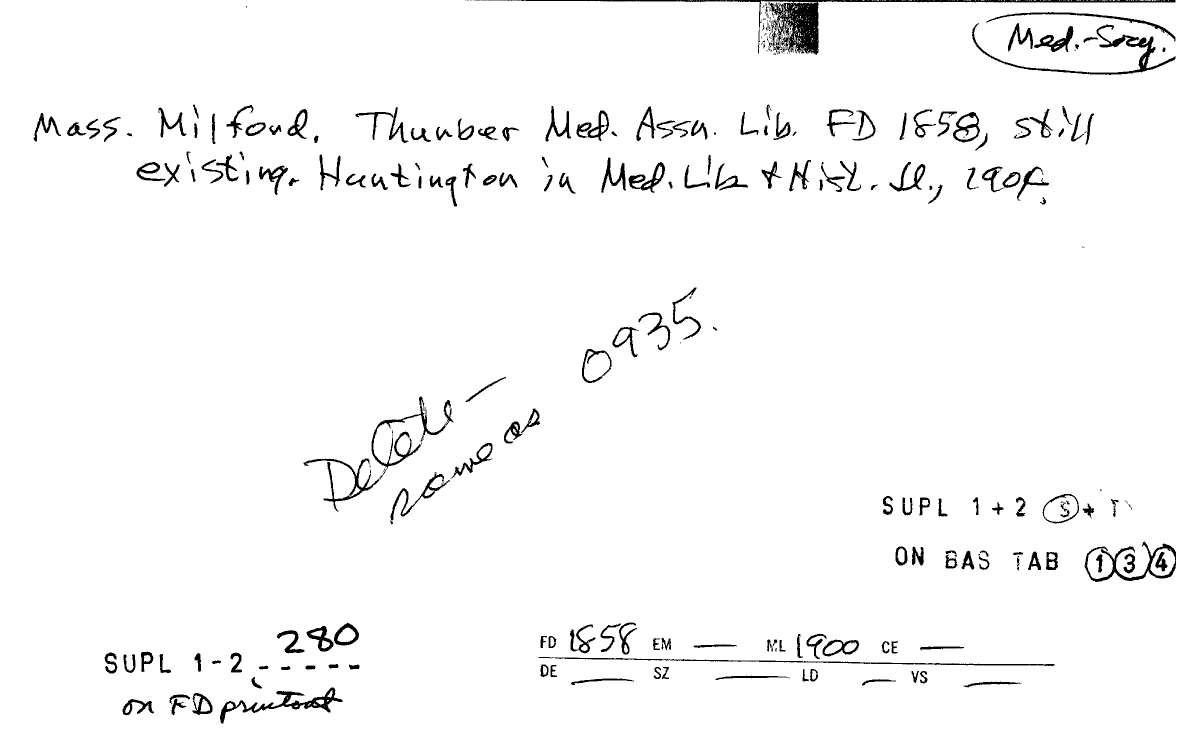 Med.-Socy.
Mass. Milford. Thunber Med. Assn. Lib. FD 1858, still
existing. Huntington in Med. Lib & Hist. Jl., 190
Delete –
same as 0935.
SUPL 1 + 2 S +
ON BAS TAB 1 3 4
280
SUPL 1-2 - - - - -
on FD printout
FD 1858 EM — ML 1900 CE —
DE — SZ — LD — VS —